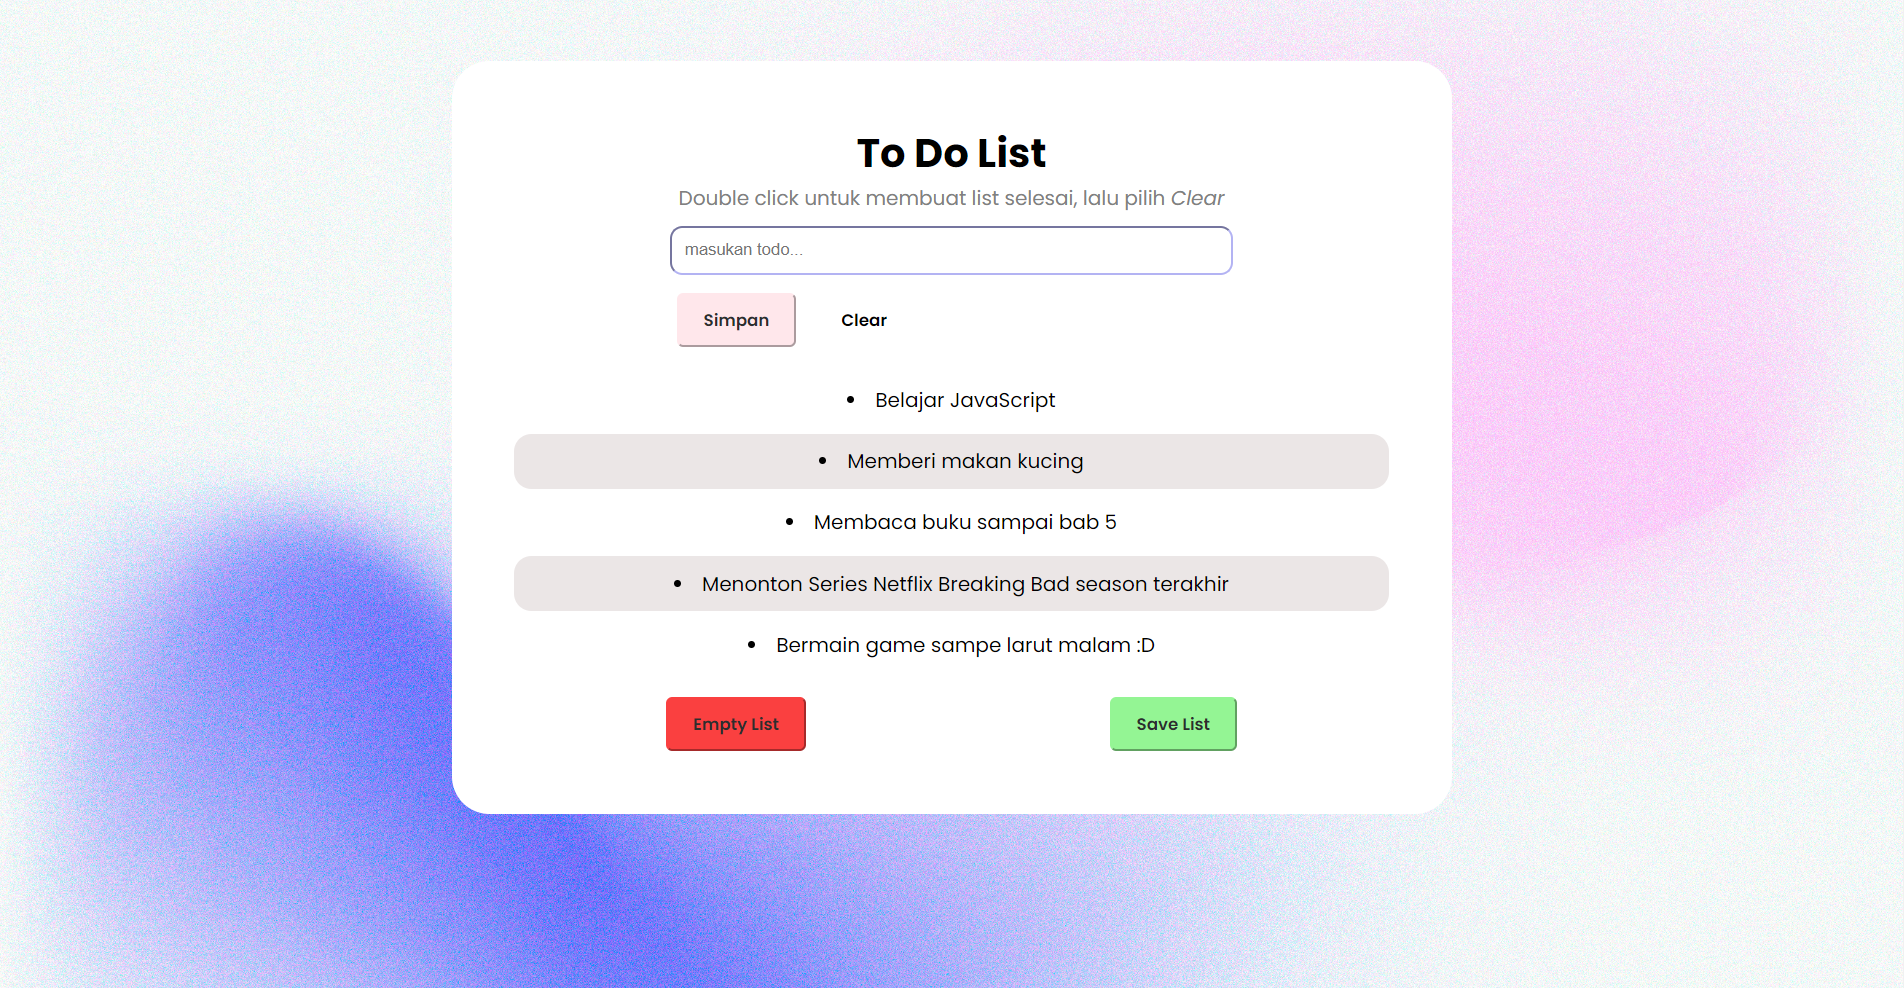 To Do List
Double click untuk membuat list selesai, lalu pilih Clear
masukan todo...
Simpan Clear
• Belajar JavaScript
• Memberi makan kucing
• Membaca buku sampai bab 5
• Menonton Series Netflix Breaking Bad season terakhir
• Bermain game sampe larut malam :D
Empty List Save List